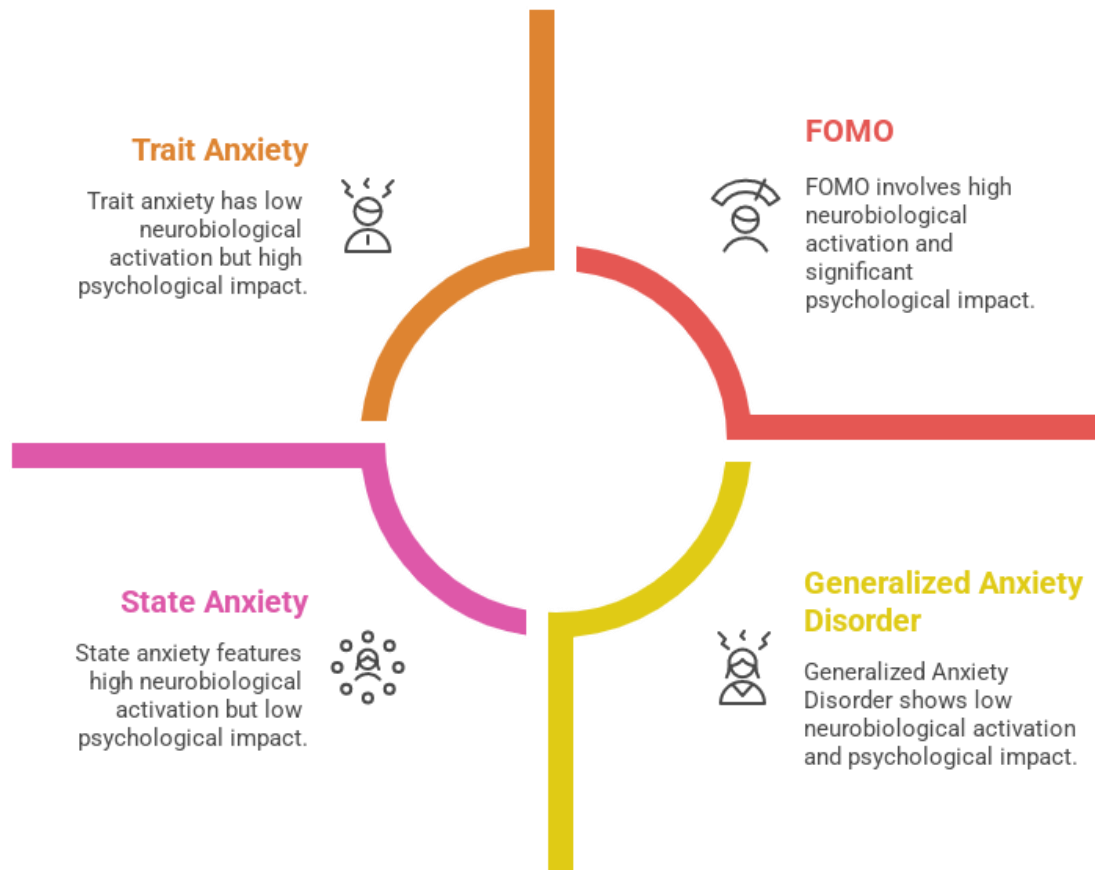 Trait Anxiety
Trait anxiety has low
neurobiological
activation but high
psychological impact.
FOMO
FOMO involves high
neurobiological
activation and
significant
psychological impact.
State Anxiety
State anxiety features
high neurobiological
activation but low
psychological impact.
Generalized Anxiety
Disorder
Generalized Anxiety
Disorder shows low
neurobiological activation
and psychological impact.